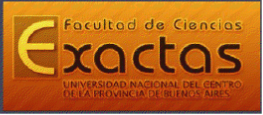 Facultad de Ciencias
Exactas
UNIVERSIDAD NACIONAL DEL CENTRO
DE LA PROVINCIA DE BUENOS AIRES